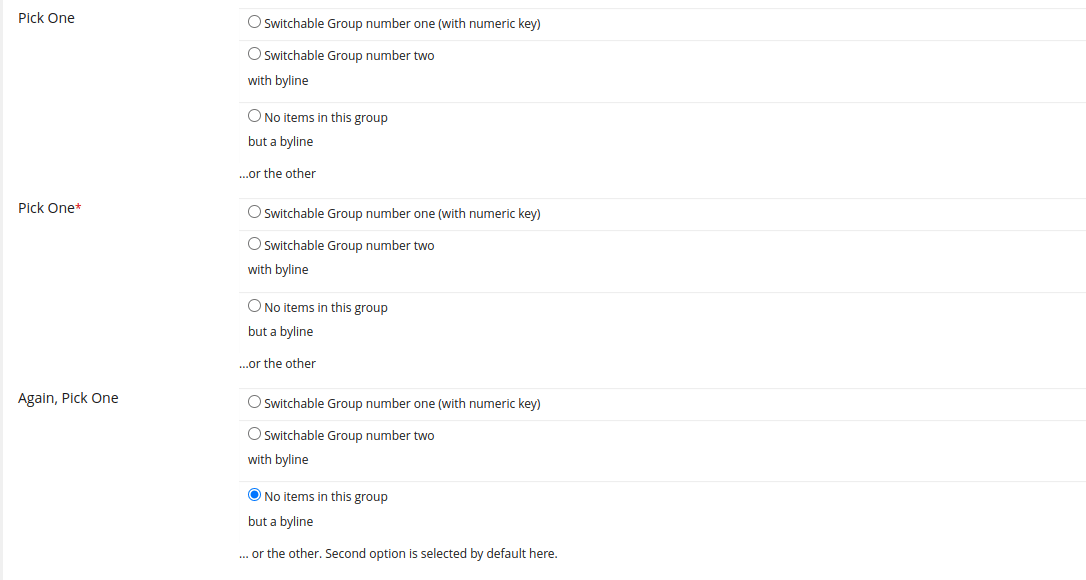 Pick One
Switchable Group number one (with numeric key)
Switchable Group number two
with byline
No items in this group
but a byline
...or the other
Pick One*
Switchable Group number one (with numeric key)
Switchable Group number two
with byline
No items in this group
but a byline
...or the other
Again, Pick One
Switchable Group number one (with numeric key)
Switchable Group number two
with byline
No items in this group
but a byline
... or the other. Second option is selected by default here.